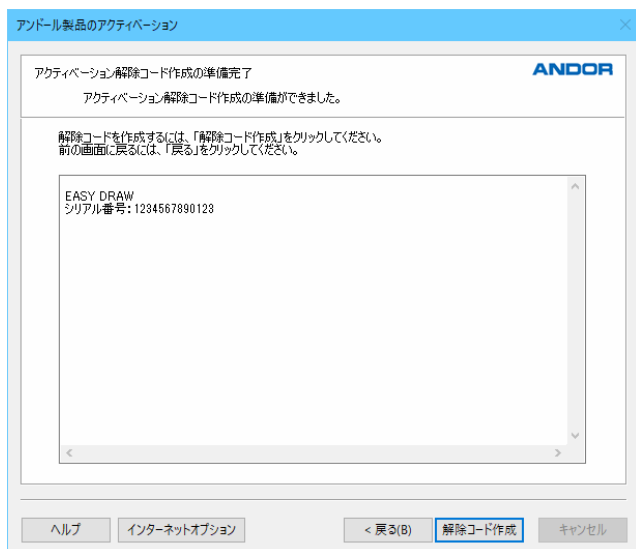 アンドール製品のアクティベーション
アクティベーション解除コード作成の準備完了
ANDOR
アクティベーション解除コード作成の準備ができました。
解除コードを作成するには、「解除コード作成」をクリックしてください。
前の画面に戻るには、「戻る」をクリックしてください。
EASY DRAW
シリアル番号：1234567890123
ヘルプ
インターネットオプション
< 戻る(B)
解除コード作成
キャンセル